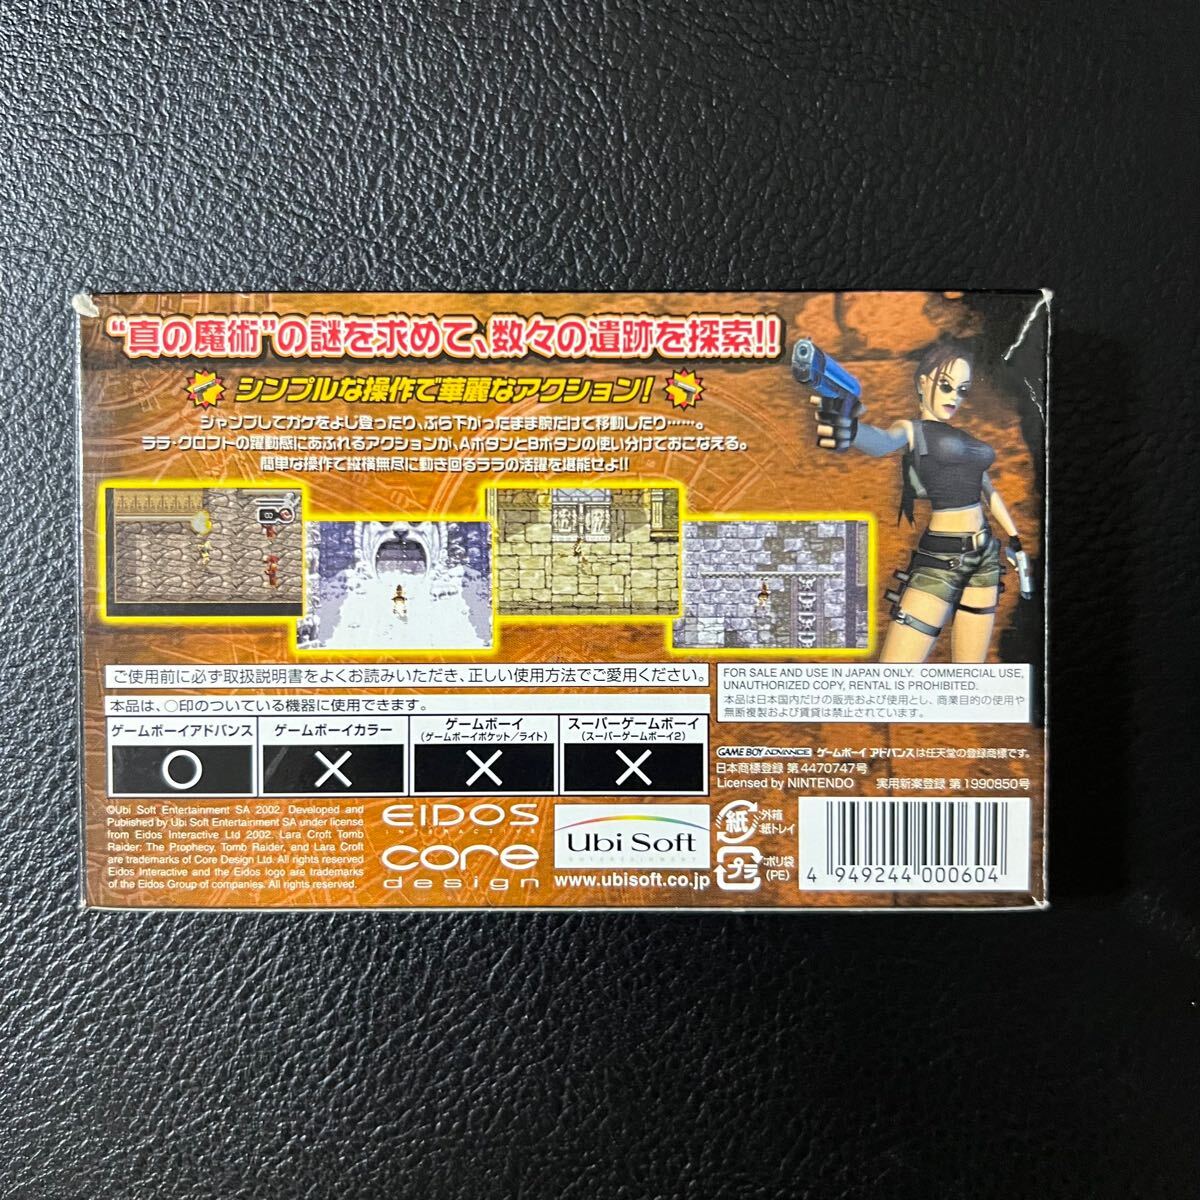 “真の魔術”の謎を求めて、数々の遺跡を探索!!
シンプルな操作で華麗なアクション!
ジャンプしてガケをよじ登ったり、ぶら下がったまま腕だけで移動したり……。
ララ・クロフトの躍動感にあふれるアクションが、AボタンとBボタンの使い分けでおこなえる。
簡単な操作で縦横無尽に動き回るララの活躍を堪能せよ!!
ご使用前に必ず取扱説明書をよくお読みいただき、正しい使用方法でご愛用ください。
本品は、○印のついている機器に使用できます。
ゲームボーイアドバンス
ゲームボーイカラー
ゲームボーイ
(ゲームボーイポケット/ライト)
スーパーゲームボーイ
(スーパーゲームボーイ2)
○
×
×
×
FOR SALE AND USE IN JAPAN ONLY. COMMERCIAL USE,
UNAUTHORIZED COPY, RENTAL IS PROHIBITED.
本品は日本国内だけの販売および使用とし、商業目的の使用や
無断複製および賃貸は禁止されています。
GAME BOY ADVANCE ゲームボーイ アドバンスは任天堂の登録商標です。
日本商標登録 第4470747号
Licensed by NINTENDO 実用新案登録 第1990850号
©Ubi Soft Entertainment SA 2002. Developed and
Published by Ubi Soft Entertainment SA under license
from Eidos Interactive Ltd 2002. Lara Croft Tomb
Raider: The Prophecy, Tomb Raider, and Lara Croft
are trademarks of Core Design Ltd. All rights reserved
Eidos Interactive and the Eidos logo are trademarks
of the Eidos Group of companies. All rights reserved.
EIDOS
INTERACTIVE
core
design
Ubi Soft
ENTERTAINMENT
www.ubisoft.co.jp
紙
外箱
紙トレイ
プラ
ポリ袋
(PE)
4 949244 000604